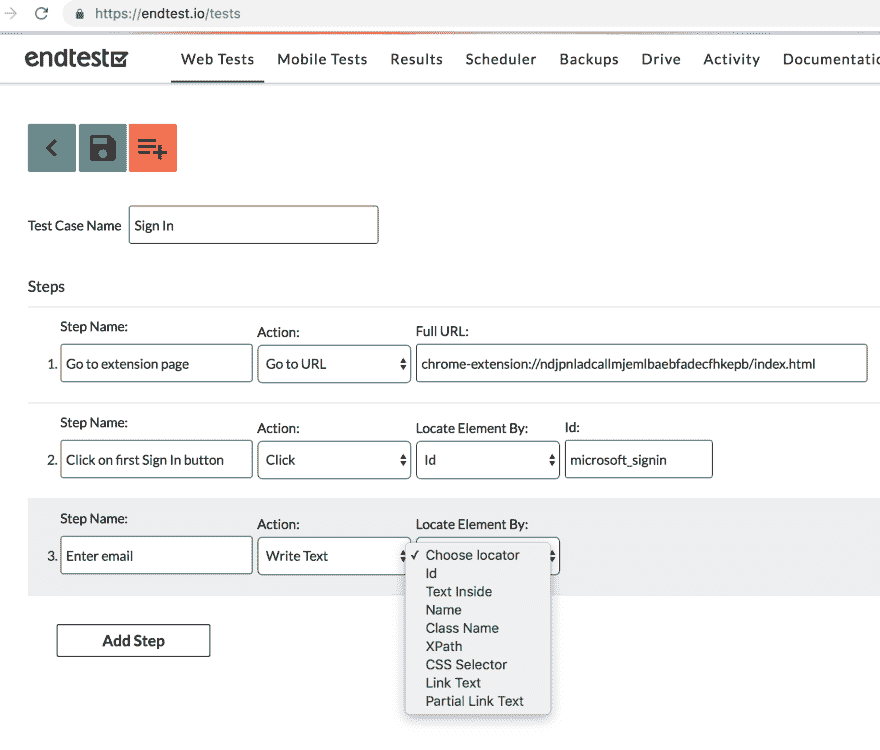 https://endtest.io/tests
endtest
Web Tests Mobile Tests Results Scheduler Backups Drive Activity Documentatic
Test Case Name Sign In
Steps
Step Name: Action: Full URL:
1. Go to extension page Go to URL chrome-extension://ndjpnladcallmjemlbaebfadecfhkepb/index.html
Step Name: Action: Locate Element By: Id:
2. Click on first Sign In button Click Id microsoft_signin
Step Name: Action: Locate Element By:
3. Enter email Write Text ✓ Choose locator
Id
Text Inside
Name
Class Name
XPath
CSS Selector
Link Text
Partial Link Text
Add Step